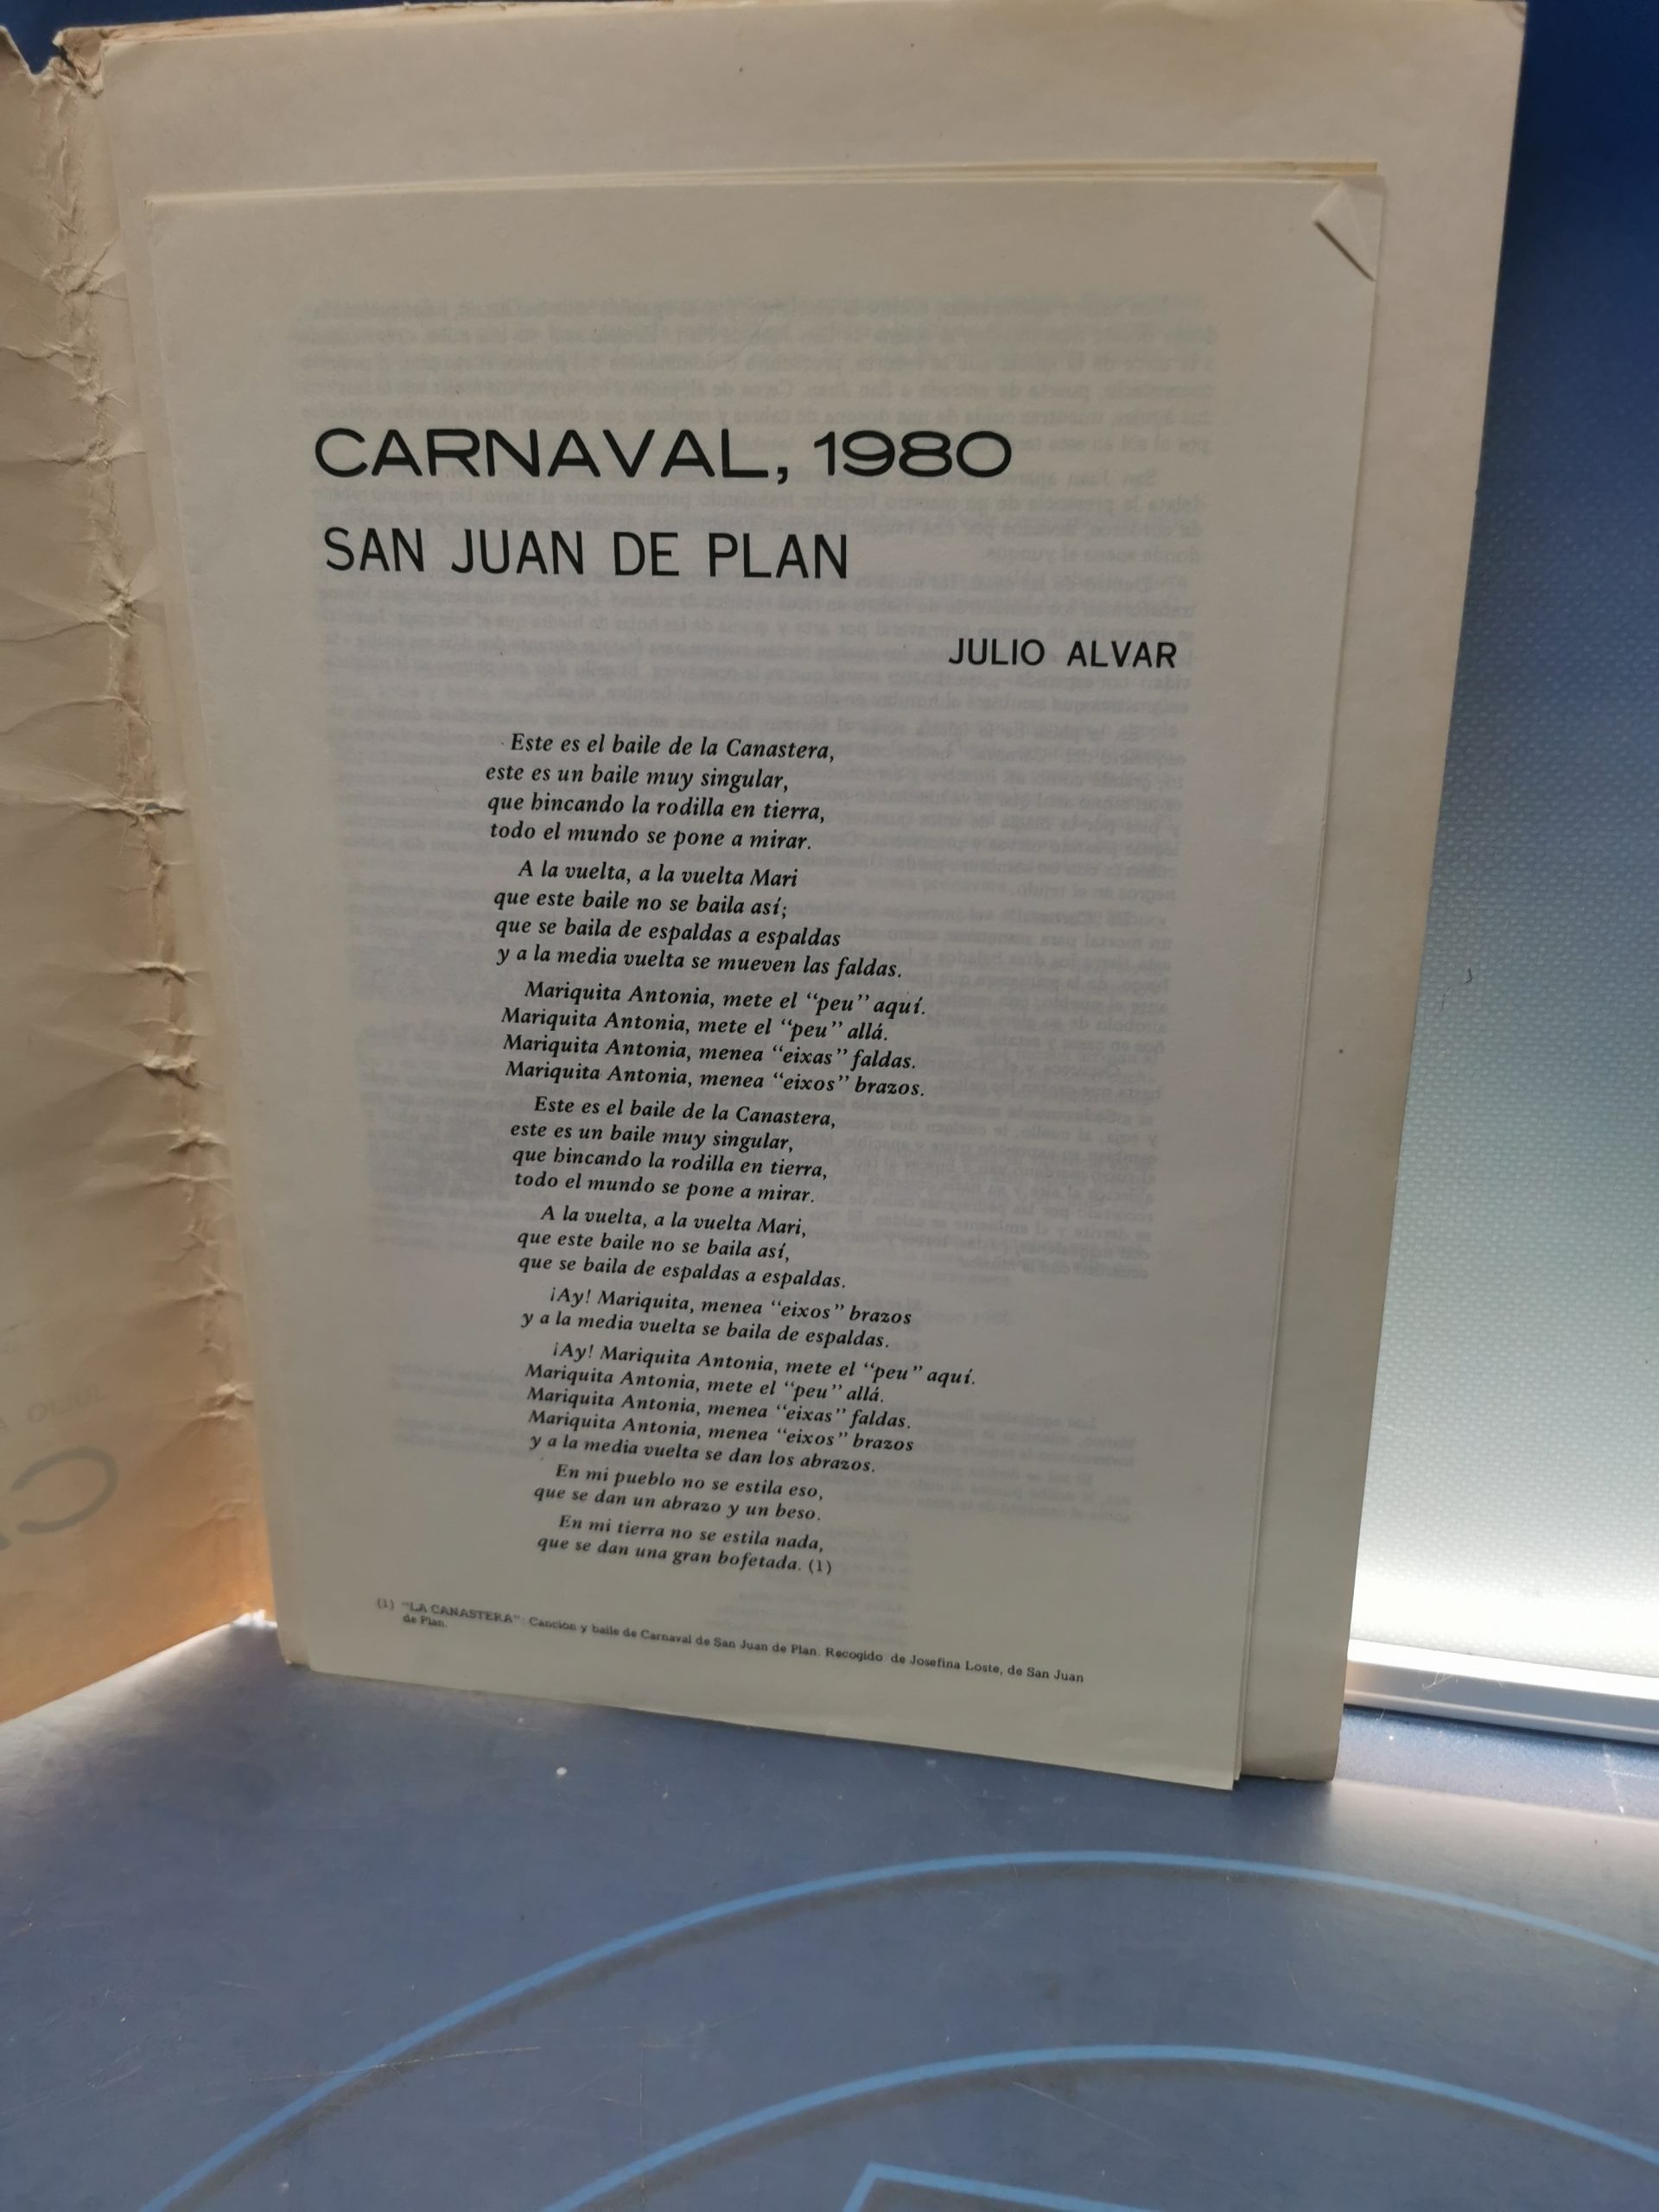 CARNAVAL, 1980
SAN JUAN DE PLAN
JULIO ALVAR
Este es el baile de la Canastera,
este es un baile muy singular,
que hincando la rodilla en tierra,
todo el mundo se pone a mirar.
A la vuelta, a la vuelta Mari
que este baile no se baila así;
que se baila de espaldas a espaldas
y a la media vuelta se mueven las faldas.
Mariquita Antonia, mete el “peu” aquí.
Mariquita Antonia, mete el “peu” allá.
Mariquita Antonia, menea “eixas” faldas.
Mariquita Antonia, menea “eixos” brazos.
Este es el baile de la Canastera,
este es un baile muy singular,
que hincando la rodilla en tierra,
todo el mundo se pone a mirar.
A la vuelta, a la vuelta Mari,
que este baile no se baila así,
que se baila de espaldas a espaldas.
¡Ay! Mariquita, menea “eixos” brazos
y a la media vuelta se baila de espaldas.
¡Ay! Mariquita Antonia, mete el “peu” aquí.
Mariquita Antonia, mete el “peu” allá.
Mariquita Antonia, menea “eixas” faldas.
Mariquita Antonia, menea “eixos” brazos
y a la media vuelta se dan los abrazos.
En mi pueblo no se estila eso,
que se dan un abrazo y un beso.
En mi tierra no se estila nada,
que se dan una gran bofetada. (1)
(1) “LA CANASTERA”: Canción y baile de Carnaval de San Juan de Plan. Recogido de Josefina Loste, de San Juan
de Plan.